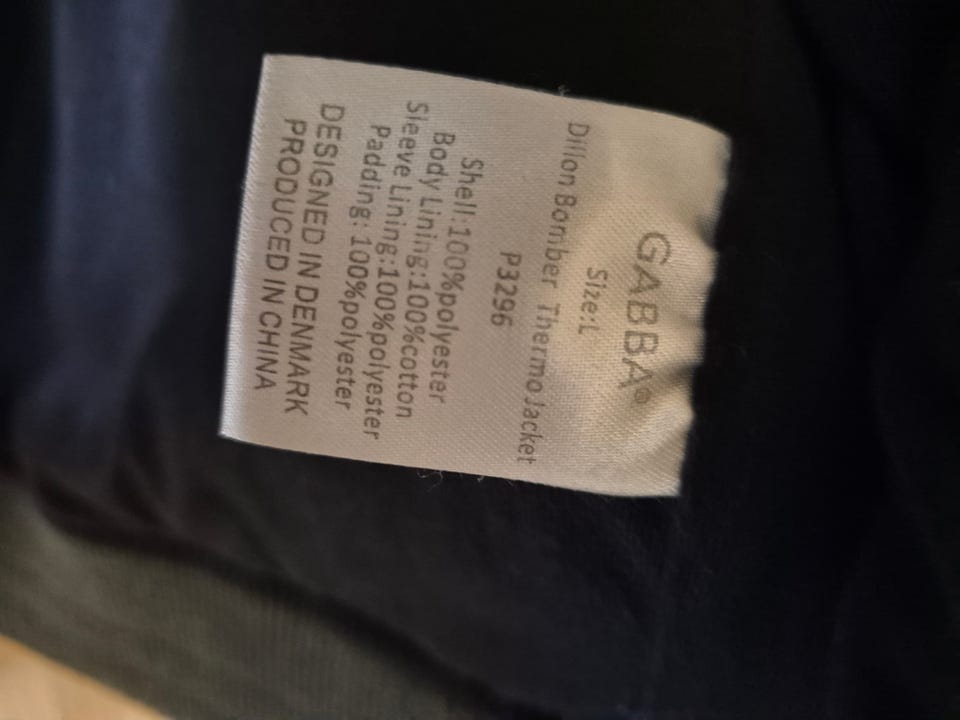 GABBA®
Size:L
Dillon Bomber Thermo Jacket
P3296
Shell:100%polyester
Body Lining:100%cotton
Sleeve Lining:100%polyester
Padding: 100%polyester
DESIGNED IN DENMARK
PRODUCED IN CHINA